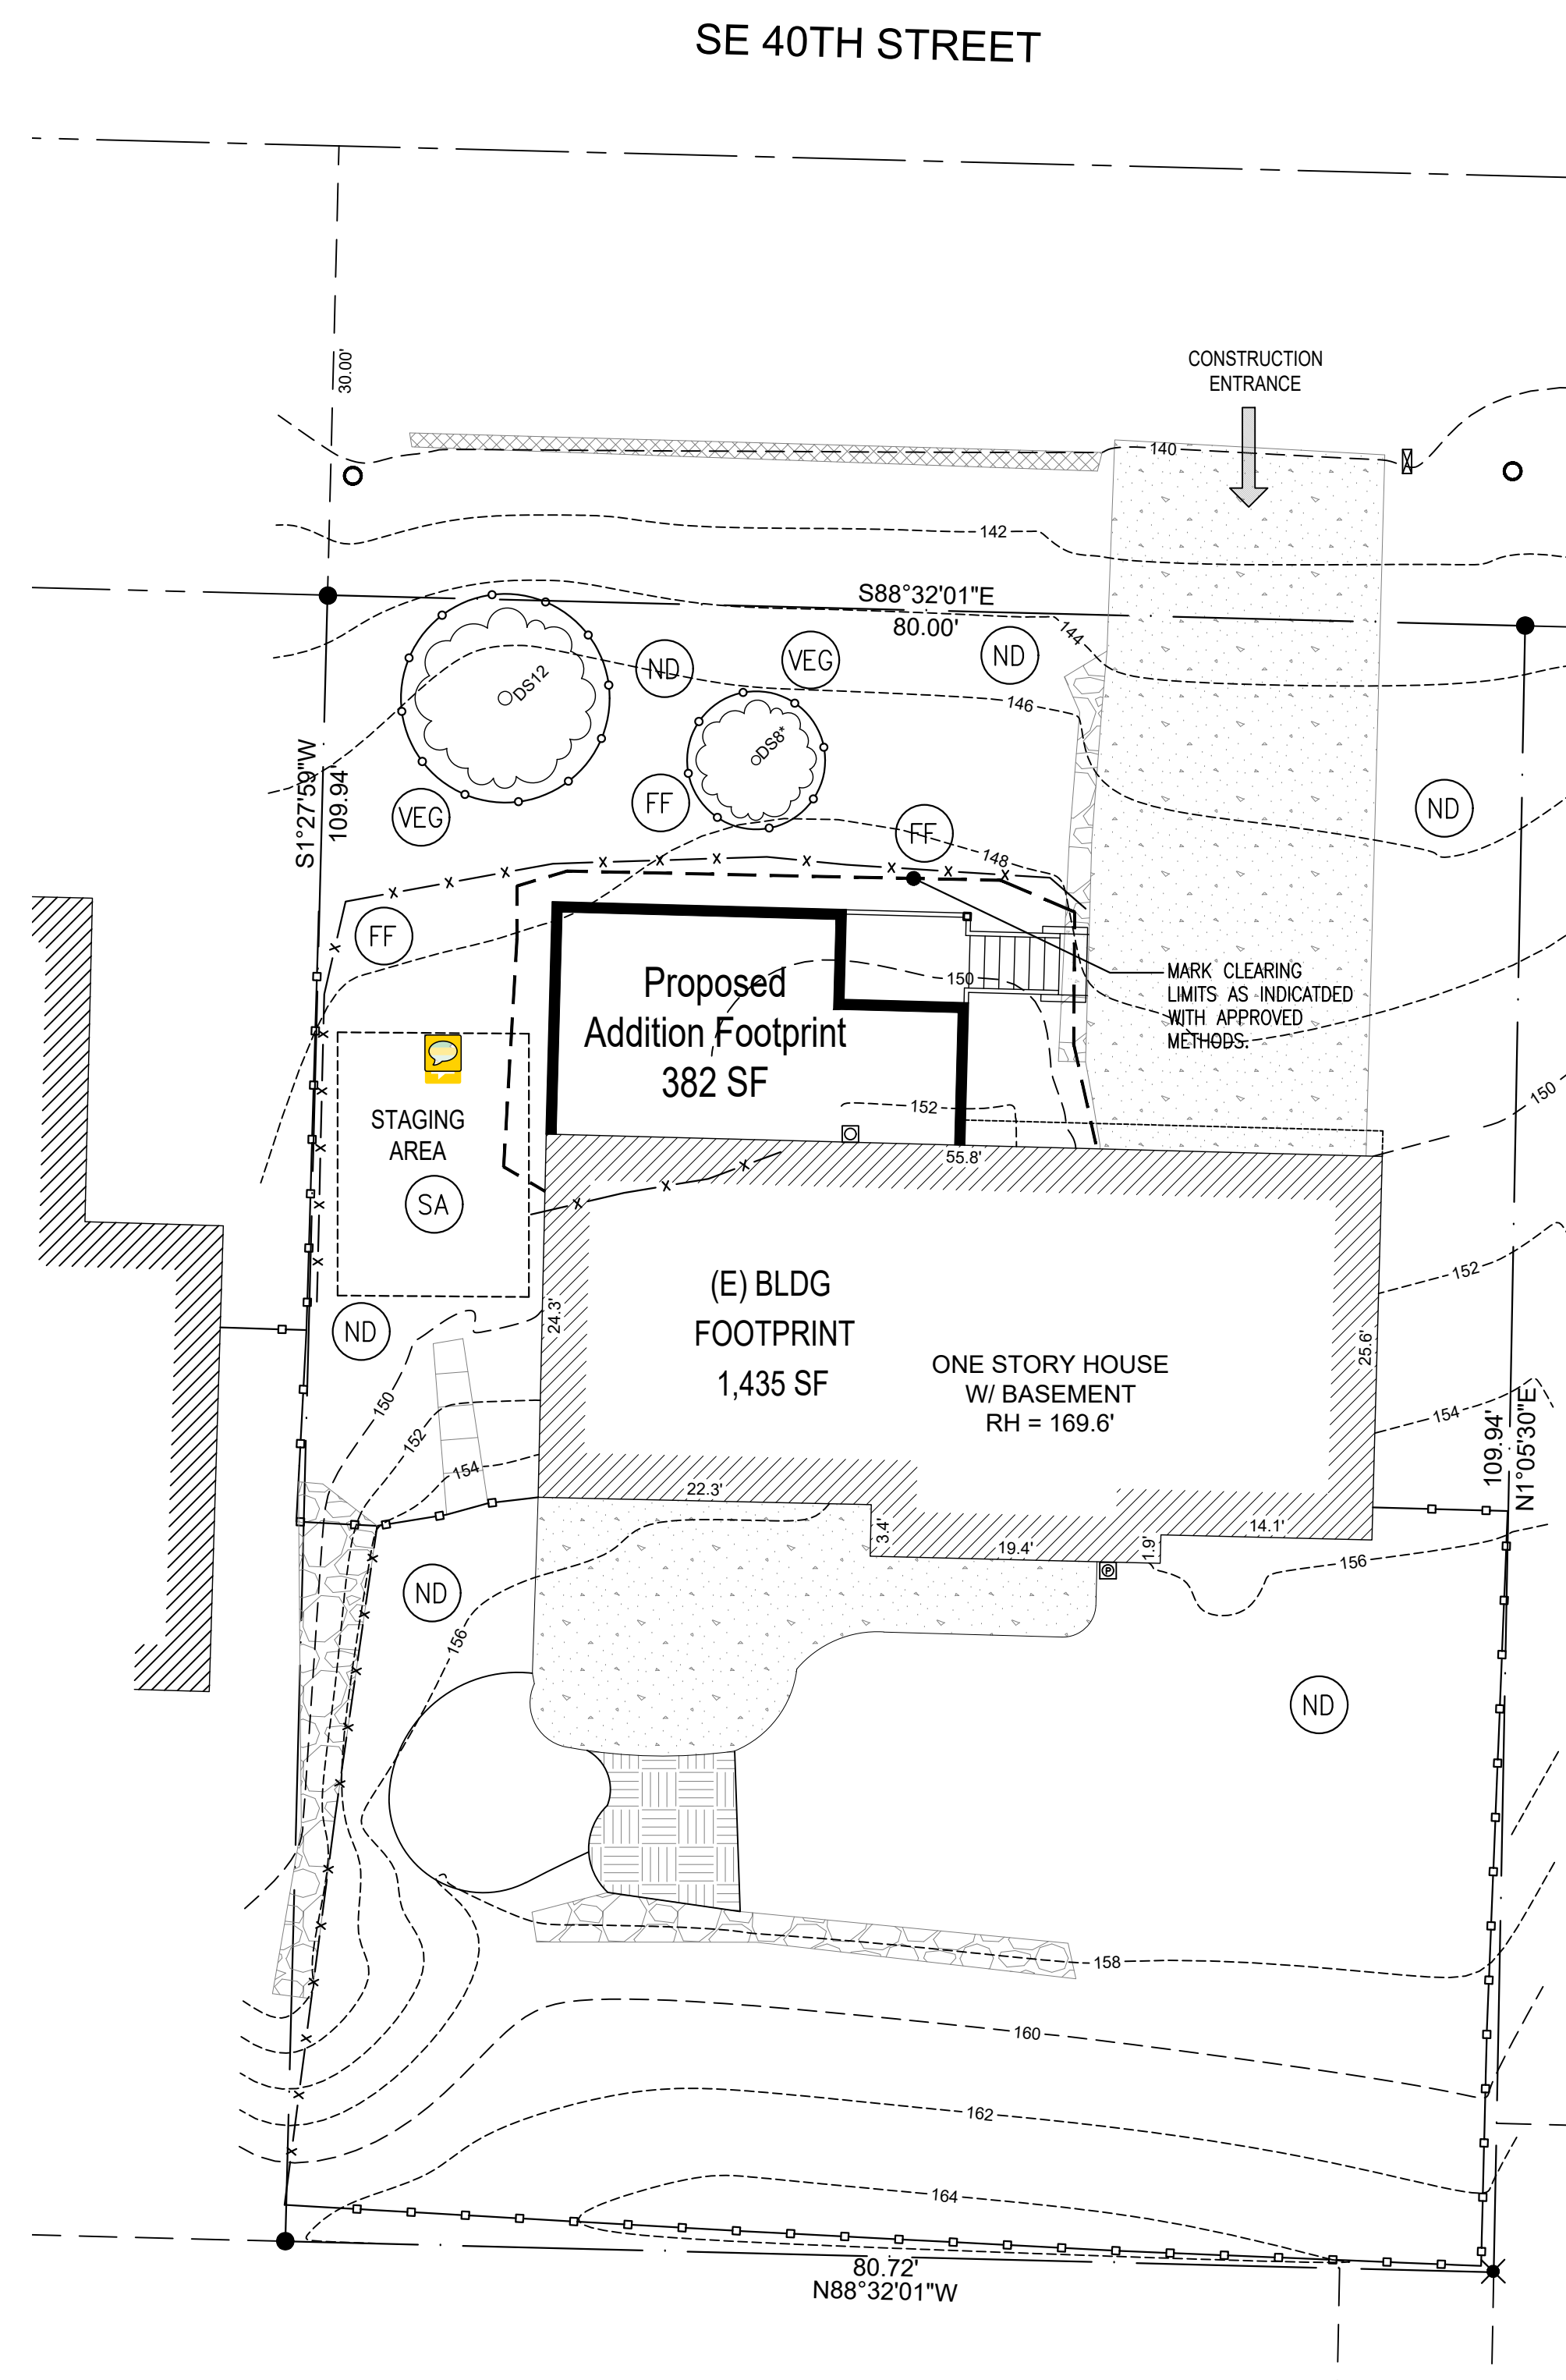 SE 40TH STREET
30.00'
CONSTRUCTION
ENTRANCE
140
142
S88°32'01"E
80.00'
144
ND
VEG
ND
DS12
146
DS8*
S1°27'59"W
109.94'
FF
VEG
ND
FF
148
FF
Proposed
Addition Footprint
382 SF
150
MARK CLEARING
LIMITS AS INDICATDED
WITH APPROVED
METHODS.
150
152
STAGING
AREA
SA
55.8'
(E) BLDG
FOOTPRINT
1,435 SF
152
24.3'
ND
25.6'
ONE STORY HOUSE
W/ BASEMENT
RH = 169.6'
150
152
154
154
109.94'
N1°05'30"E
22.3'
3.4'
19.4'
1.9'
14.1'
156
P
ND
156
ND
158
160
162
164
80.72'
N88°32'01"W